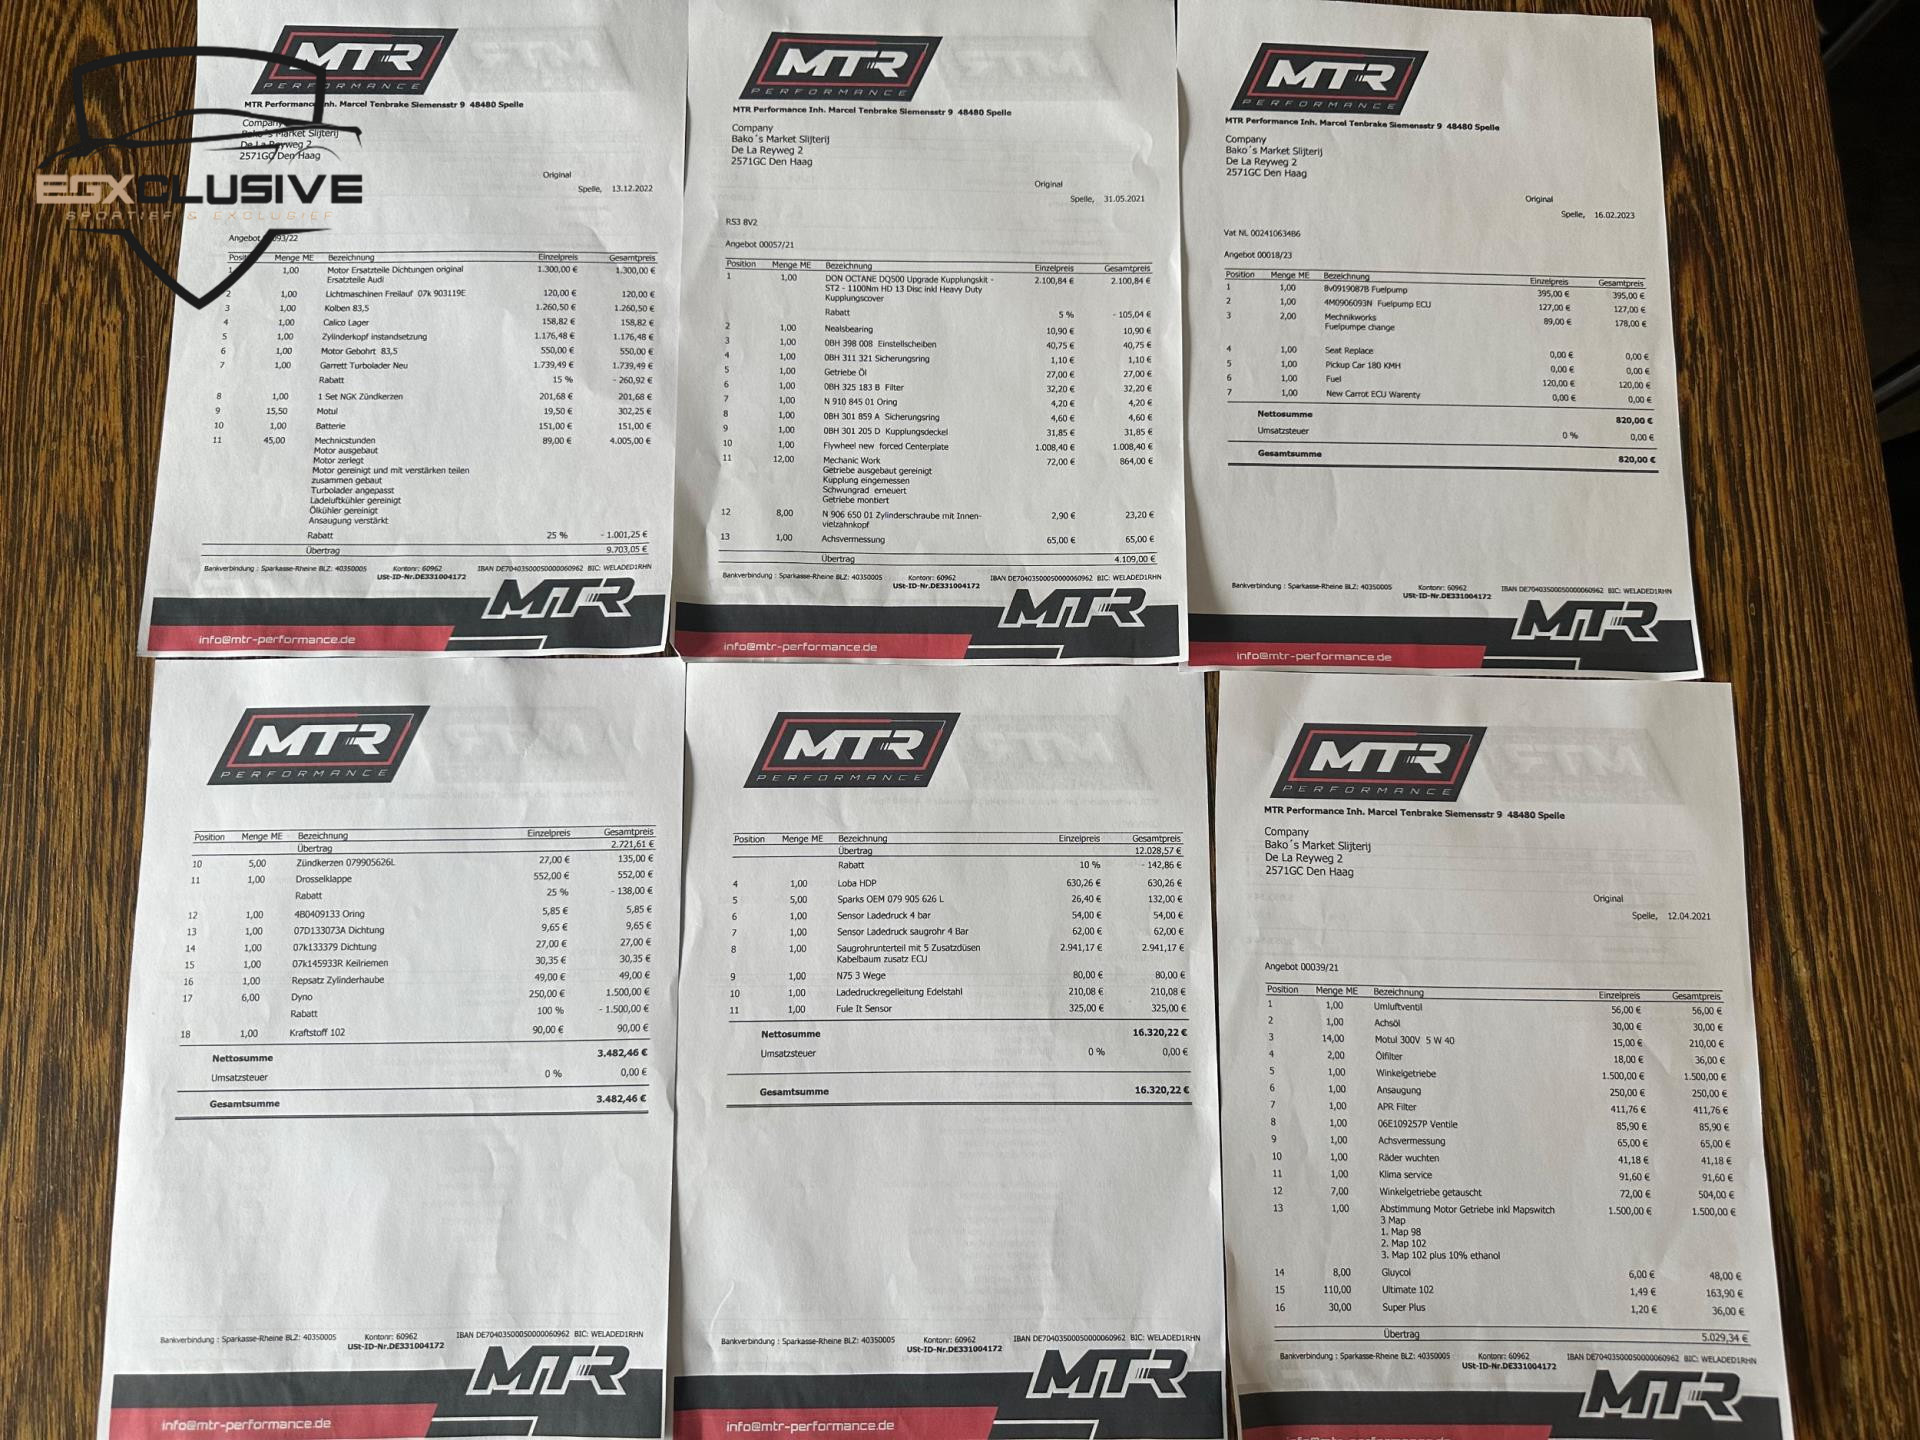 EGXCLUSIVE
SPORTIEF & EXCLUSIEF
MTR
PERFORMANCE
MTR Performance Inh. Marcel Tenbrake Siemensstr 9 48480 Spelle
Company
Bako´s Market Slijterij
De La Reyweg 2
2571GC Den Haag
Original
Spelle, 13.12.2022
Angebot 93/22
Position Menge ME Bezeichnung Einzelpreis Gesamtpreis
1 1,00 Motor Ersatzteile Dichtungen original 1.300,00 € 1.300,00 €
Ersatzteile Audi
2 1,00 Lichtmaschinen Freilauf 07k 903119E 120,00 € 120,00 €
3 1,00 Kolben 83,5 1.260,50 € 1.260,50 €
4 1,00 Calico Lager 158,82 € 158,82 €
5 1,00 Zylinderkopf instandsetzung 1.176,48 € 1.176,48 €
6 1,00 Motor Gebohrt 83,5 550,00 € 550,00 €
7 1,00 Garrett Turbolader Neu 1.739,49 € 1.739,49 €
Rabatt 15 % - 260,92 €
8 1,00 1 Set NGK Zündkerzen 201,68 € 201,68 €
9 15,50 Motul 19,50 € 302,25 €
10 1,00 Batterie 151,00 € 151,00 €
11 45,00 Mechnicstunden 89,00 € 4.005,00 €
Motor ausgebaut
Motor zerlegt
Motor gereinigt und mit verstärken teilen
zusammen gebaut
Turbolader angepasst
Ladeluftkühler gereinigt
Ölkühler gereinigt
Ansaugung verstärkt
Rabatt 25 % - 1.001,25 €
Übertrag 9.703,05 €
Bankverbindung : Sparkasse-Rheine BLZ: 40350005 Kontonr: 60962 IBAN DE70403500050000060962 BIC: WELADED1RHN
USt-ID-Nr.DE331004172
MTR
info@mtr-performance.de
MTR
PERFORMANCE
MTR Performance Inh. Marcel Tenbrake Siemensstr 9 48480 Spelle
Company
Bako´s Market Slijterij
De La Reyweg 2
2571GC Den Haag
Original
Spelle, 31.05.2021
RS3 8V2
Angebot 00057/21
Position Menge ME Bezeichnung Einzelpreis Gesamtpreis
1 1,00 DON OCTANE DQ500 Upgrade Kupplungskit - 2.100,84 € 2.100,84 €
ST2 - 1100Nm HD 13 Disc inkl Heavy Duty
Kupplungscover
Rabatt 5 % - 105,04 €
2 1,00 Nealsbearing 10,90 € 10,90 €
3 1,00 0BH 398 008 Einstellscheiben 40,75 € 40,75 €
4 1,00 0BH 311 321 Sicherungsring 1,10 € 1,10 €
5 1,00 Getriebe Öl 27,00 € 27,00 €
6 1,00 0BH 325 183 B Filter 32,20 € 32,20 €
7 1,00 N 910 845 01 Oring 4,20 € 4,20 €
8 1,00 0BH 301 859 A Sicherungsring 4,60 € 4,60 €
9 1,00 0BH 301 205 D Kupplungsdeckel 31,85 € 31,85 €
10 1,00 Flywheel new forced Centerplate 1.008,40 € 1.008,40 €
11 12,00 Mechanic Work 72,00 € 864,00 €
Getriebe ausgebaut gereinigt
Kupplung eingemessen
Schwungrad erneuert
Getriebe montiert
12 8,00 N 906 650 01 Zylinderschraube mit Innen- 2,90 € 23,20 €
vielzahnkopf
13 1,00 Achsvermessung 65,00 € 65,00 €
Übertrag 4.109,00 €
Bankverbindung : Sparkasse-Rheine BLZ: 40350005 Kontonr: 60962 IBAN DE70403500050000060962 BIC: WELADED1RHN
USt-ID-Nr.DE331004172
MTR
info@mtr-performance.de
MTR
PERFORMANCE
MTR Performance Inh. Marcel Tenbrake Siemensstr 9 48480 Spelle
Company
Bako´s Market Slijterij
De La Reyweg 2
2571GC Den Haag
Original
Spelle, 16.02.2023
Vat NL 002410634B6
Angebot 00018/23
Position Menge ME Bezeichnung Einzelpreis Gesamtpreis
1 1,00 8v0919087B Fuelpump 395,00 € 395,00 €
2 1,00 4M0906093N Fuelpump ECU 127,00 € 127,00 €
3 2,00 Mechnikworks 89,00 € 178,00 €
Fuelpumpe change
4 1,00 Seat Replace 0,00 € 0,00 €
5 1,00 Pickup Car 180 KMH 0,00 € 0,00 €
6 1,00 Fuel 120,00 € 120,00 €
7 1,00 New Carrot ECU Warenty 0,00 € 0,00 €
Nettosumme 820,00 €
Umsatzsteuer 0 % 0,00 €
Gesamtsumme 820,00 €
Bankverbindung : Sparkasse-Rheine BLZ: 40350005 Kontonr: 60962 IBAN DE70403500050000060962 BIC: WELADED1RHN
USt-ID-Nr.DE331004172
MTR
info@mtr-performance.de
MTR
PERFORMANCE
Position Menge ME Bezeichnung Einzelpreis Gesamtpreis
Übertrag 2.721,61 €
10 5,00 Zündkerzen 079905626L 27,00 € 135,00 €
11 1,00 Drosselklappe 552,00 € 552,00 €
Rabatt 25 % - 138,00 €
12 1,00 4B0409133 Oring 5,85 € 5,85 €
13 1,00 07D133073A Dichtung 9,65 € 9,65 €
14 1,00 07k133379 Dichtung 27,00 € 27,00 €
15 1,00 07k145933R Keilriemen 30,35 € 30,35 €
16 1,00 Repsatz Zylinderhaube 49,00 € 49,00 €
17 6,00 Dyno 250,00 € 1.500,00 €
Rabatt 100 % - 1.500,00 €
18 1,00 Kraftstoff 102 90,00 € 90,00 €
Nettosumme 3.482,46 €
Umsatzsteuer 0 % 0,00 €
Gesamtsumme 3.482,46 €
Bankverbindung : Sparkasse-Rheine BLZ: 40350005 Kontonr: 60962 IBAN DE70403500050000060962 BIC: WELADED1RHN
USt-ID-Nr.DE331004172
MTR
info@mtr-performance.de
MTR
PERFORMANCE
Position Menge ME Bezeichnung Einzelpreis Gesamtpreis
Übertrag 12.028,57 €
Rabatt 10 % - 142,86 €
4 1,00 Loba HDP 630,26 € 630,26 €
5 5,00 Sparks OEM 079 905 626 L 26,40 € 132,00 €
6 1,00 Sensor Ladedruck 4 bar 54,00 € 54,00 €
7 1,00 Sensor Ladedruck saugrohr 4 Bar 62,00 € 62,00 €
8 1,00 Saugrohrunterteil mit 5 Zusatzdüsen 2.941,17 € 2.941,17 €
Kabelbaum zusatz ECU
9 1,00 N75 3 Wege 80,00 € 80,00 €
10 1,00 Ladedruckregelleitung Edelstahl 210,08 € 210,08 €
11 1,00 Fule It Sensor 325,00 € 325,00 €
Nettosumme 16.320,22 €
Umsatzsteuer 0 % 0,00 €
Gesamtsumme 16.320,22 €
Bankverbindung : Sparkasse-Rheine BLZ: 40350005 Kontonr: 60962 IBAN DE70403500050000060962 BIC: WELADED1RHN
USt-ID-Nr.DE331004172
MTR
info@mtr-performance.de
MTR
PERFORMANCE
MTR Performance Inh. Marcel Tenbrake Siemensstr 9 48480 Spelle
Company
Bako´s Market Slijterij
De La Reyweg 2
2571GC Den Haag
Original
Spelle, 12.04.2021
Angebot 00039/21
Position Menge ME Bezeichnung Einzelpreis Gesamtpreis
1 1,00 Umluftventil 56,00 € 56,00 €
2 1,00 Achsöl 30,00 € 30,00 €
3 14,00 Motul 300V 5 W 40 15,00 € 210,00 €
4 2,00 Ölfilter 18,00 € 36,00 €
5 1,00 Winkelgetriebe 1.500,00 € 1.500,00 €
6 1,00 Ansaugung 250,00 € 250,00 €
7 1,00 APR Filter 411,76 € 411,76 €
8 1,00 06E109257P Ventile 85,90 € 85,90 €
9 1,00 Achsvermessung 65,00 € 65,00 €
10 1,00 Räder wuchten 41,18 € 41,18 €
11 1,00 Klima service 91,60 € 91,60 €
12 7,00 Winkelgetriebe getauscht 72,00 € 504,00 €
13 1,00 Abstimmung Motor Getriebe inkl Mapswitch 1.500,00 € 1.500,00 €
3 Map
1. Map 98
2. Map 102
3. Map 102 plus 10% ethanol
14 8,00 Gluycol 6,00 € 48,00 €
15 110,00 Ultimate 102 1,49 € 163,90 €
16 30,00 Super Plus 1,20 € 36,00 €
Übertrag 5.029,34 €
Bankverbindung : Sparkasse-Rheine BLZ: 40350005 Kontonr: 60962 IBAN DE70403500050000060962 BIC: WELADED1RHN
USt-ID-Nr.DE331004172
MTR